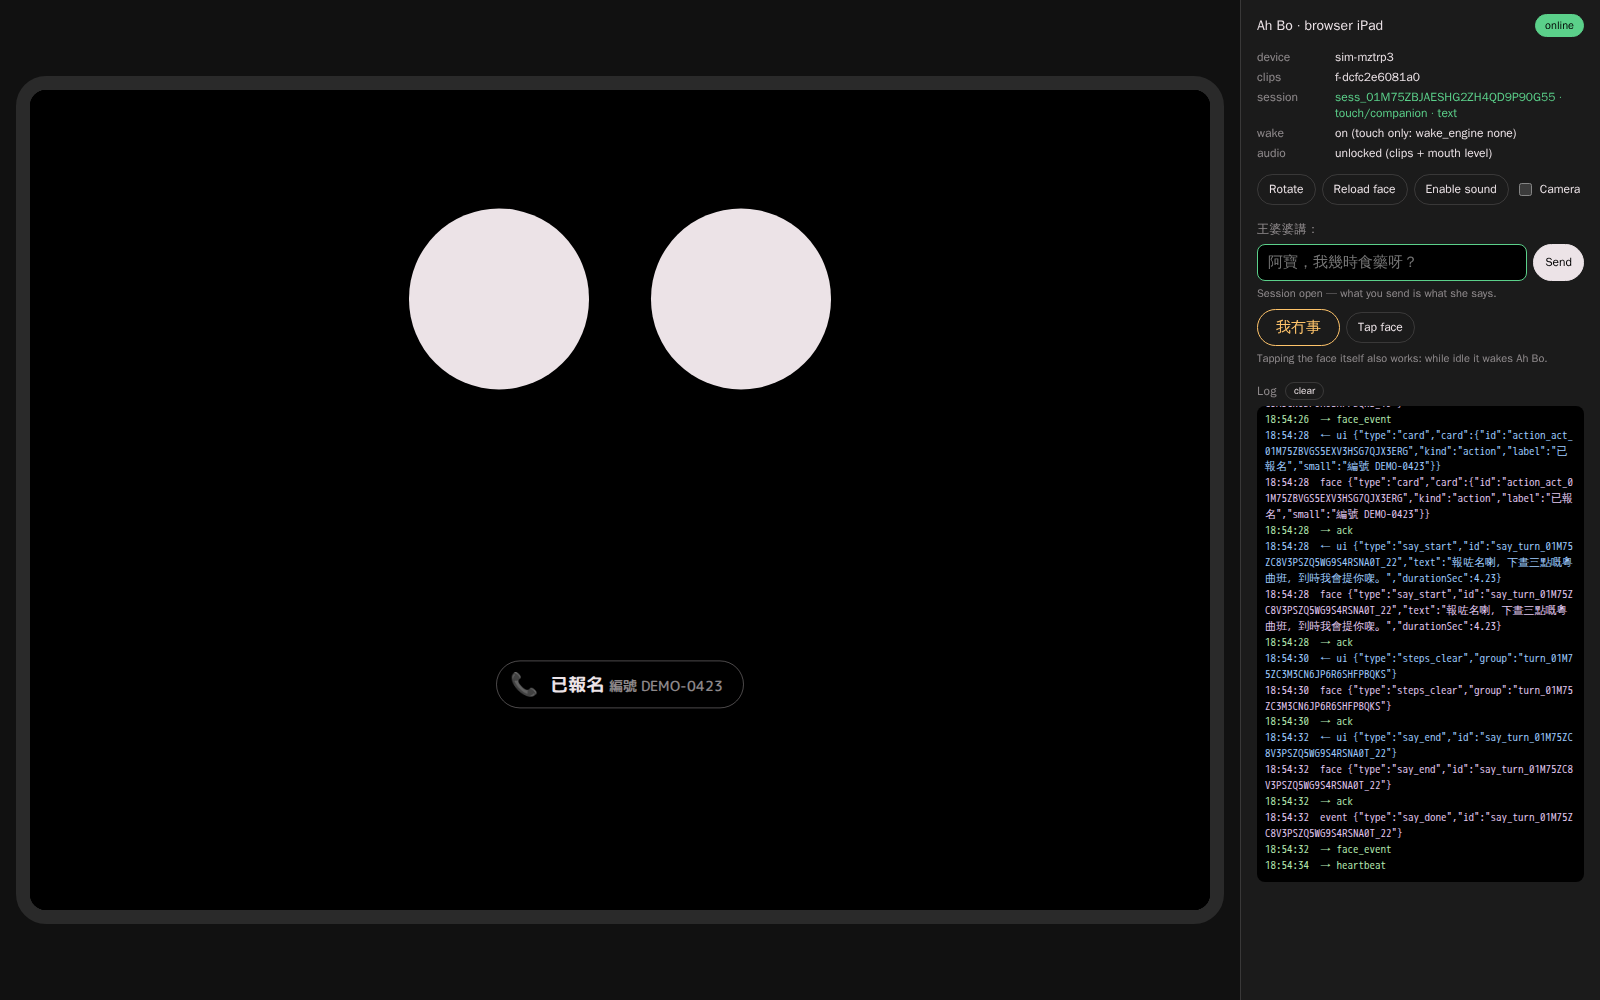 已報名 編號 DEMO-0423
Ah Bo · browser iPad
online
device sim-mztrp3
clips f-dcfc2e6081a0
session sess_01M75ZBJAESHG2ZH4QD9P90G55 ·
touch/companion · text
wake on (touch only: wake_engine none)
audio unlocked (clips + mouth level)
Rotate Reload face Enable sound Camera
王婆婆講：
阿寶，我幾時食藥呀？ Send
Session open — what you send is what she says.
我冇事 Tap face
Tapping the face itself also works: while idle it wakes Ah Bo.
Log clear
18:54:26 → face_event
18:54:28 ← ui {"type":"card","card":{"id":"action_act_
01M75ZBVGS5EXV3HSG7QJX3ERG","kind":"action","label":"已
報名","small":"編號 DEMO-0423"}}
18:54:28 face {"type":"card","card":{"id":"action_act_0
1M75ZBVGS5EXV3HSG7QJX3ERG","kind":"action","label":"已報
名","small":"編號 DEMO-0423"}}
18:54:28 → ack
18:54:28 ← ui {"type":"say_start","id":"say_turn_01M75
ZC8V3PSZQ5WG9S4RSNA0T_22","text":"報咗名喇, 下晝三點嘅粵
曲班, 到時我會提你㗎。","durationSec":4.23}
18:54:28 face {"type":"say_start","id":"say_turn_01M75Z
C8V3PSZQ5WG9S4RSNA0T_22","text":"報咗名喇, 下晝三點嘅粵
曲班, 到時我會提你㗎。","durationSec":4.23}
18:54:28 → ack
18:54:30 ← ui {"type":"steps_clear","group":"turn_01M7
5ZC3M3CN6JP6R6SHFPBQKS"}
18:54:30 face {"type":"steps_clear","group":"turn_01M75
ZC3M3CN6JP6R6SHFPBQKS"}
18:54:30 → ack
18:54:32 ← ui {"type":"say_end","id":"say_turn_01M75ZC
8V3PSZQ5WG9S4RSNA0T_22"}
18:54:32 face {"type":"say_end","id":"say_turn_01M75ZC8
V3PSZQ5WG9S4RSNA0T_22"}
18:54:32 → ack
18:54:32 event {"type":"say_done","id":"say_turn_01M75Z
C8V3PSZQ5WG9S4RSNA0T_22"}
18:54:32 → face_event
18:54:34 → heartbeat